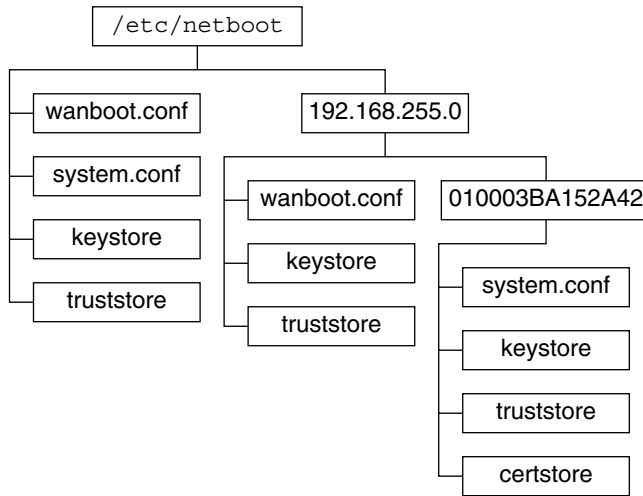 /etc/netboot
wanboot.conf
system.conf
keystore
truststore
192.168.255.0
wanboot.conf
keystore
truststore
010003BA152A42
system.conf
keystore
truststore
certstore